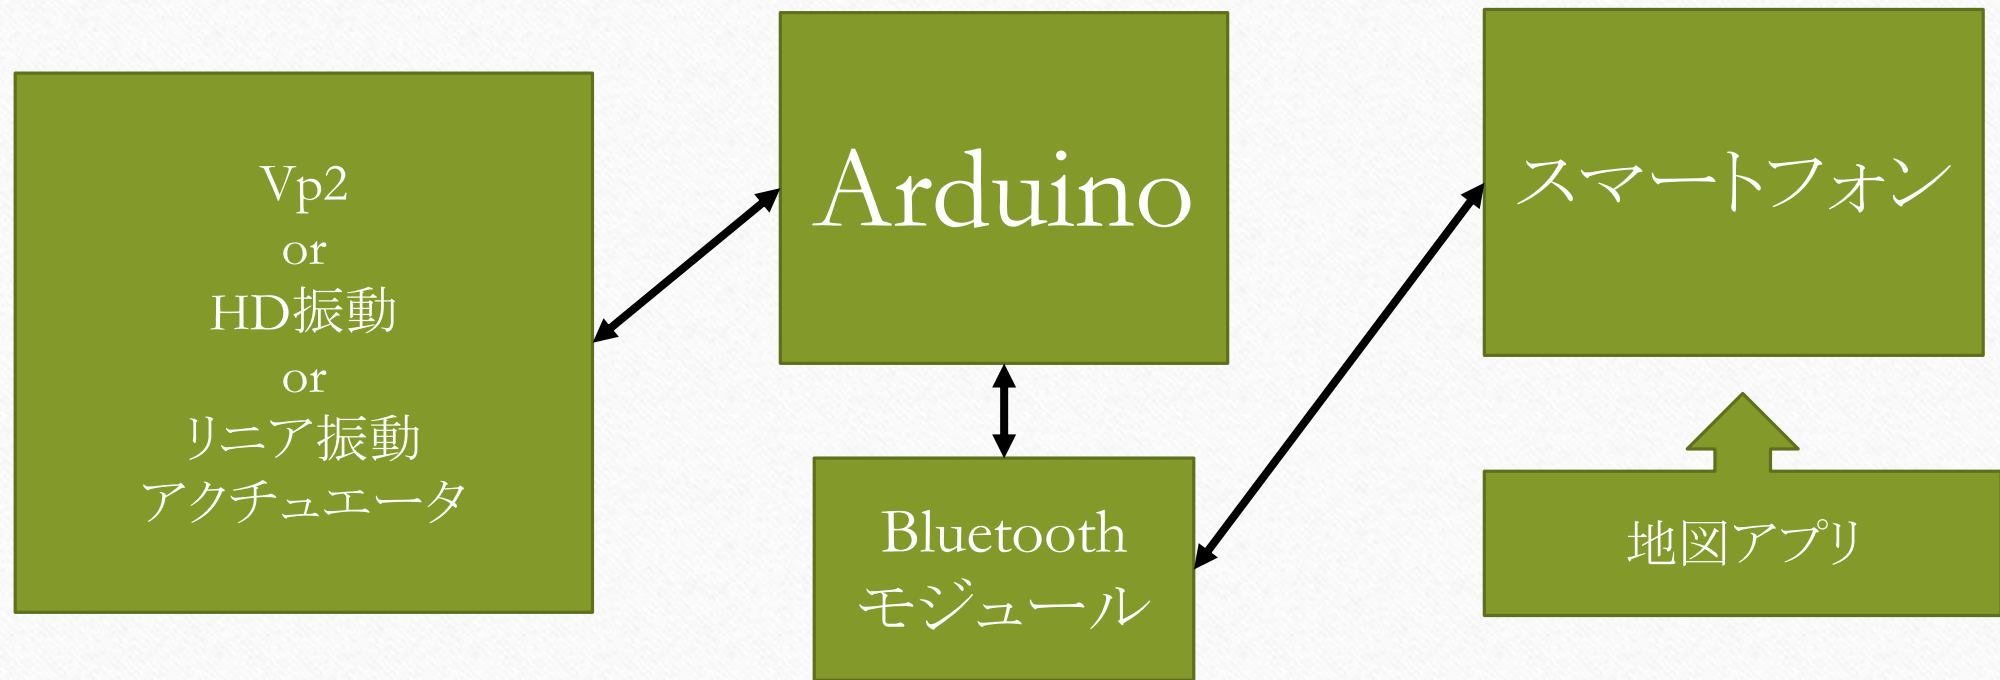 Vp2
or
HD振動
or
リニア振動
アクチュエータ
Arduino
Bluetooth
モジュール
スマートフォン
地図アプリ